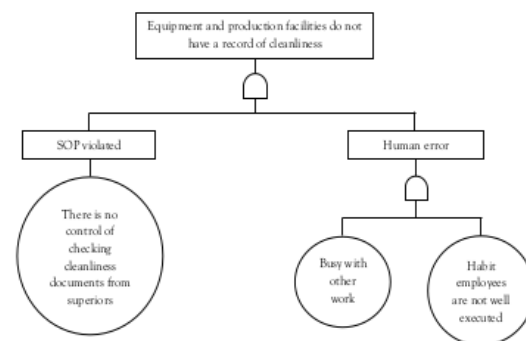 Equipment and production facilities do not
have a record of cleanliness
SOP violated
Human error
There is no
control of
checking
cleanliness
documents from
superiors
Busy with
other
work
Habit
employees
are not well
executed